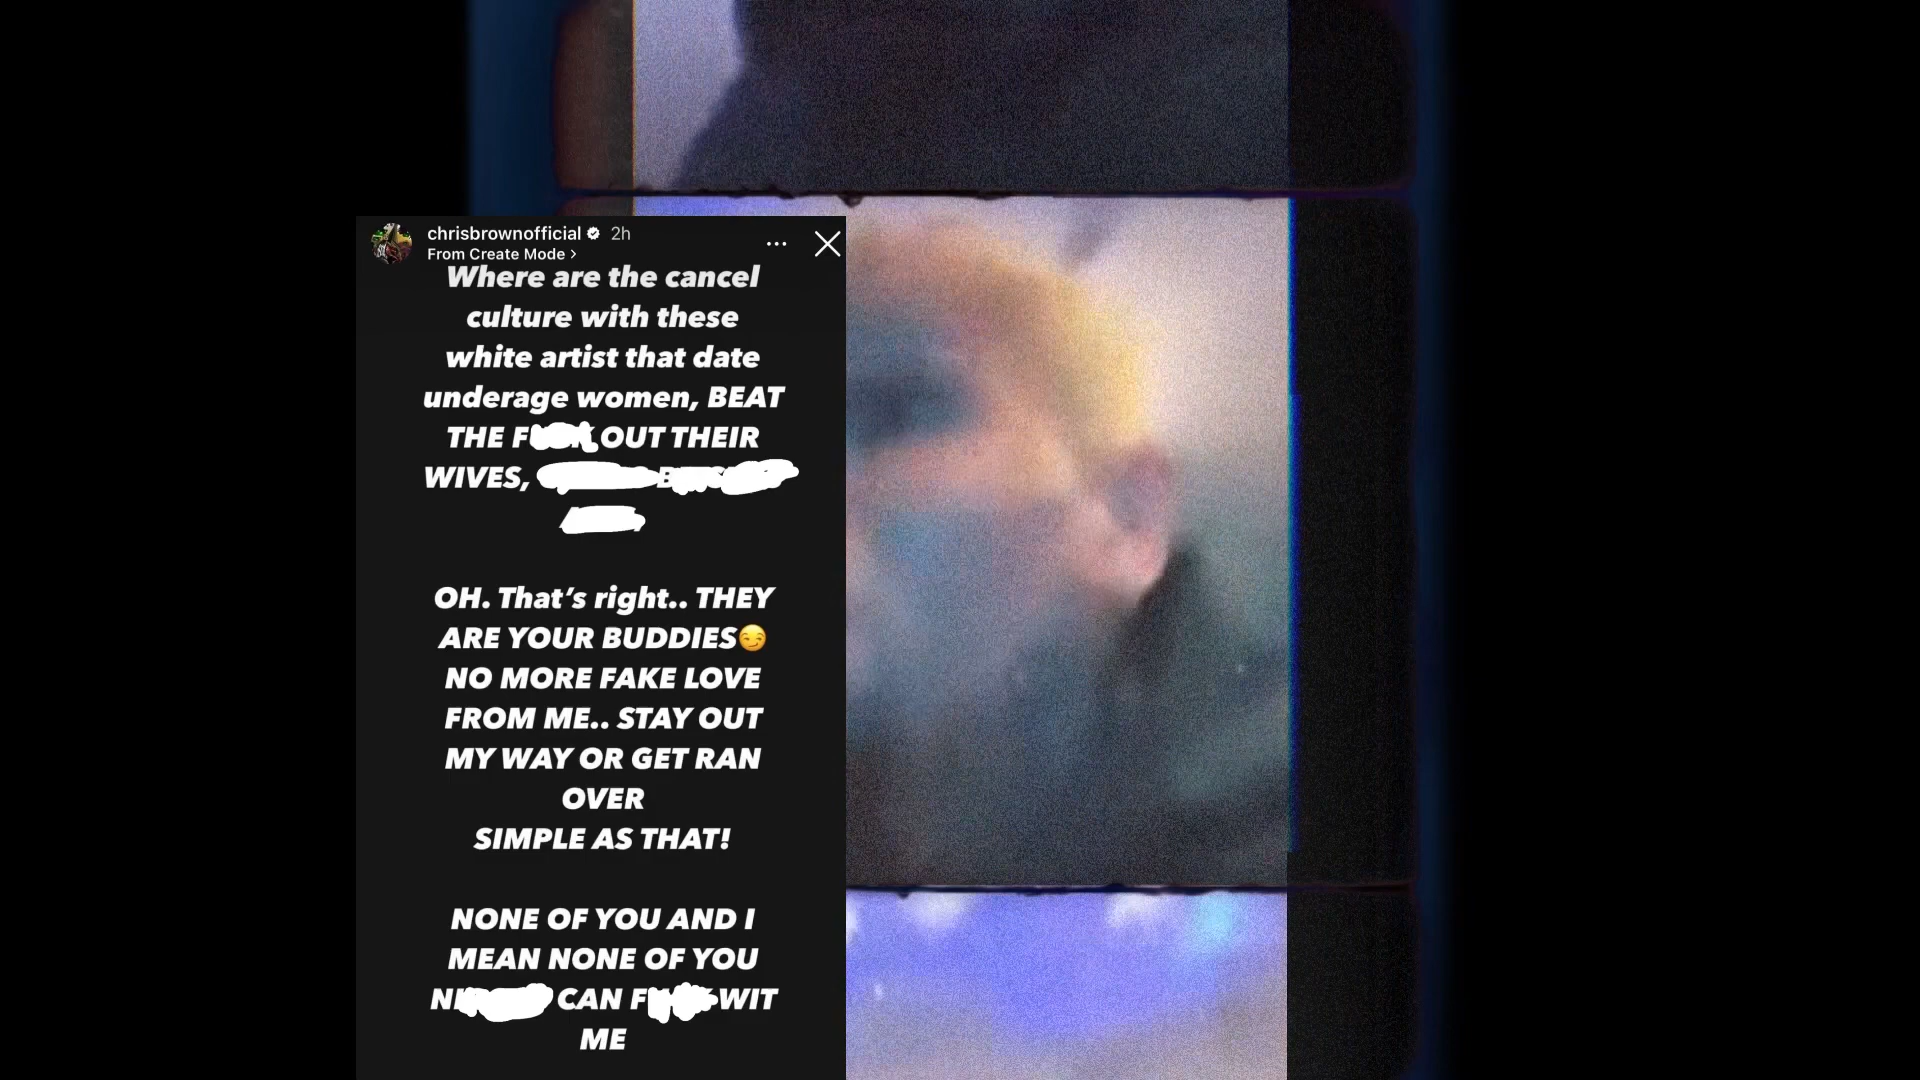 chrisbrownofficial 2h
From Create Mode >
Where are the cancel
culture with these
white artist that date
underage women, BEAT
THE F OUT THEIR
WIVES,
OH. That's right.. THEY
ARE YOUR BUDDIES😏
NO MORE FAKE LOVE
FROM ME.. STAY OUT
MY WAY OR GET RAN
OVER
SIMPLE AS THAT!
NONE OF YOU AND I
MEAN NONE OF YOU
CAN F WIT
ME